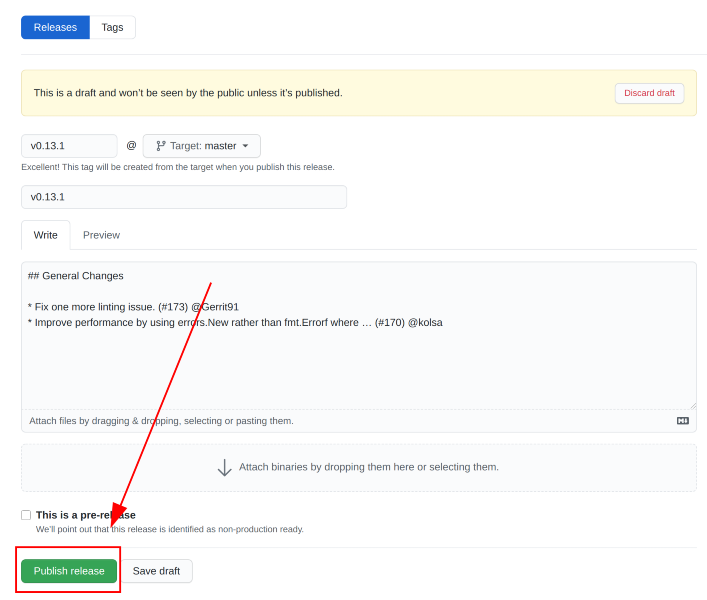 Releases Tags
This is a draft and won't be seen by the public unless it's published. Discard draft
v0.13.1 @ Target: master
Excellent! This tag will be created from the target when you publish this release.
v0.13.1
Write Preview
## General Changes
* Fix one more linting issue. (#173) @Gerrit91
* Improve performance by using errors.New rather than fmt.Errorf where … (#170) @kolsa
Attach files by dragging & dropping, selecting or pasting them.
Attach binaries by dropping them here or selecting them.
This is a pre-release
We'll point out that this release is identified as non-production ready.
Publish release Save draft